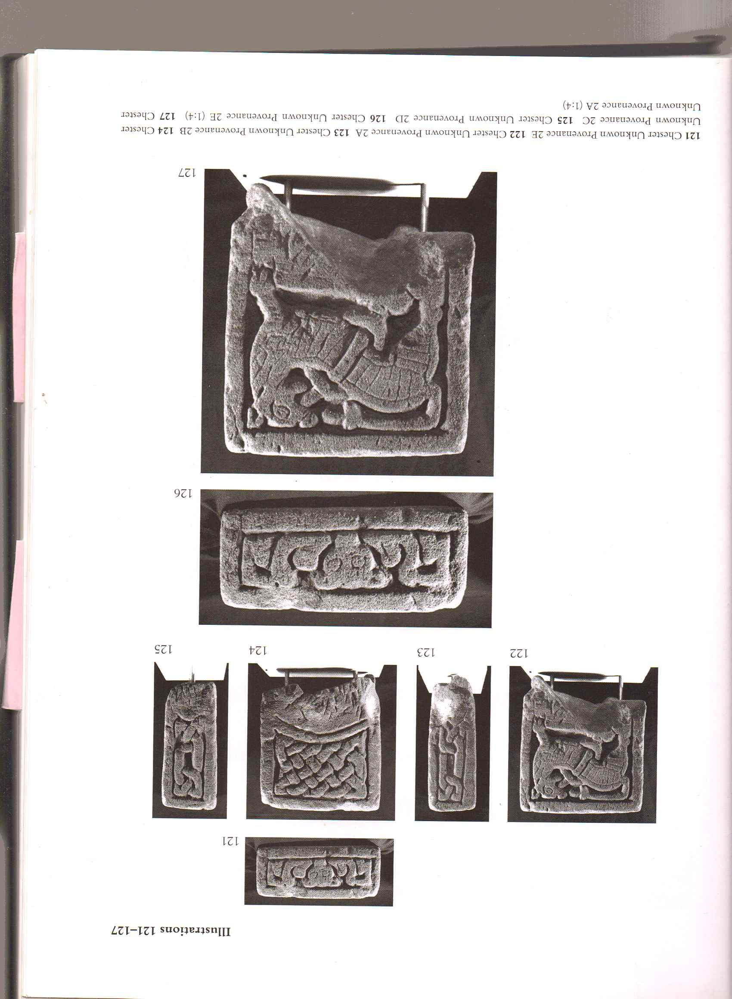 Illustrations 121–127
121
122
123
124
125
126
127
121 Chester Unknown Provenance 2E 122 Chester Unknown Provenance 2A 123 Chester Unknown Provenance 2B 124 Chester
Unknown Provenance 2C 125 Chester Unknown Provenance 2D 126 Chester Unknown Provenance 2E (1:4) 127 Chester
Unknown Provenance 2A (1:4)